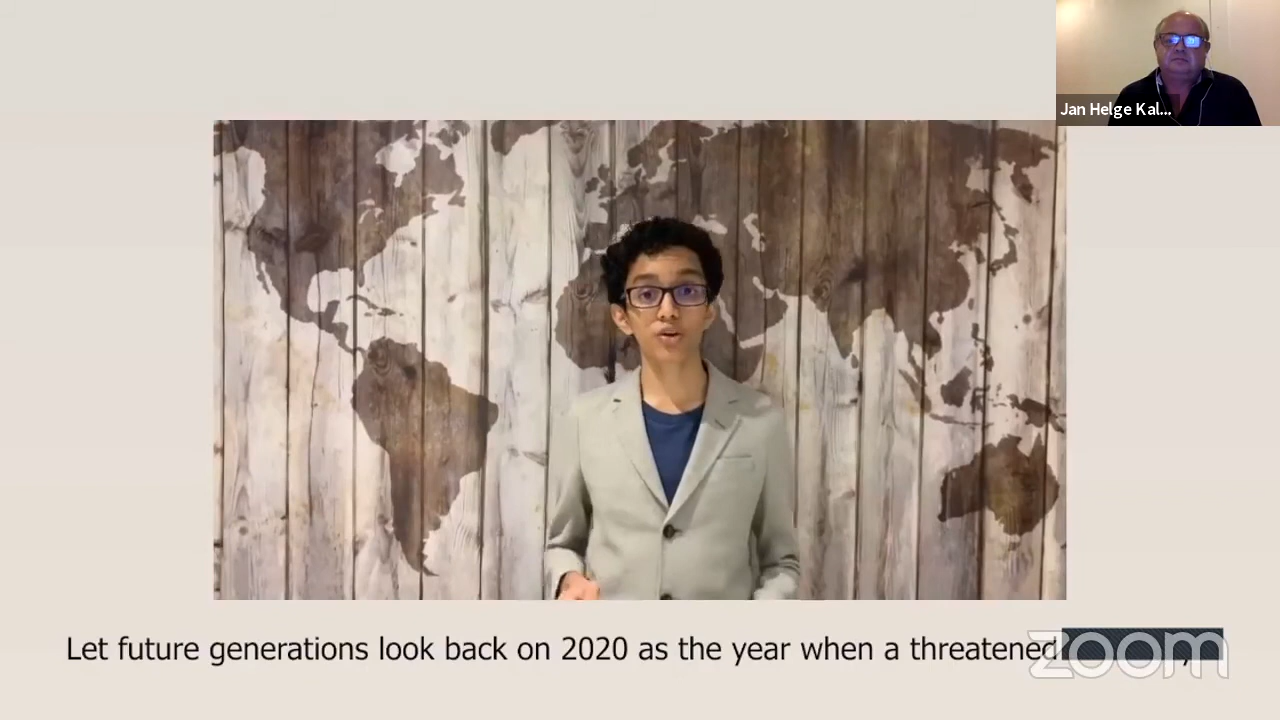 Jan Helge Kal...
Let future generations look back on 2020 as the year when a threatened
zoom